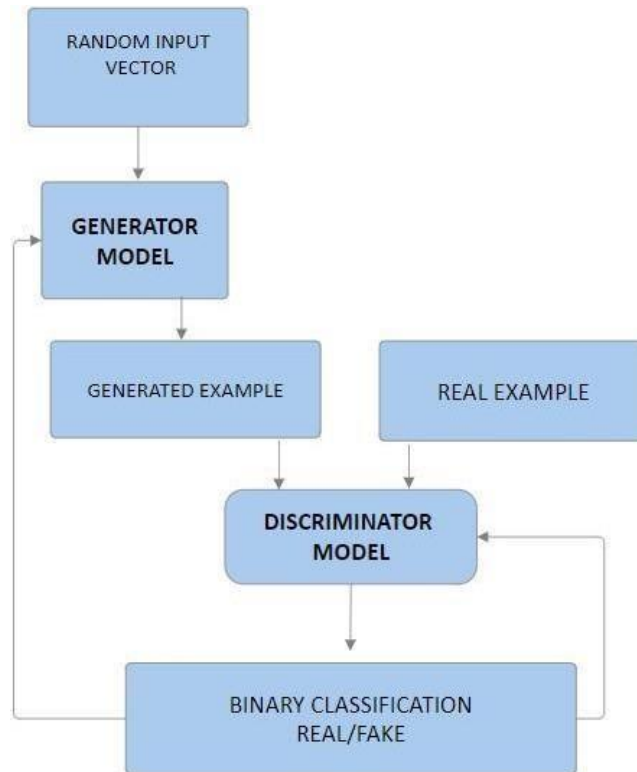 RANDOM INPUT
VECTOR
GENERATOR
MODEL
GENERATED EXAMPLE
REAL EXAMPLE
DISCRIMINATOR
MODEL
BINARY CLASSIFICATION
REAL/FAKE